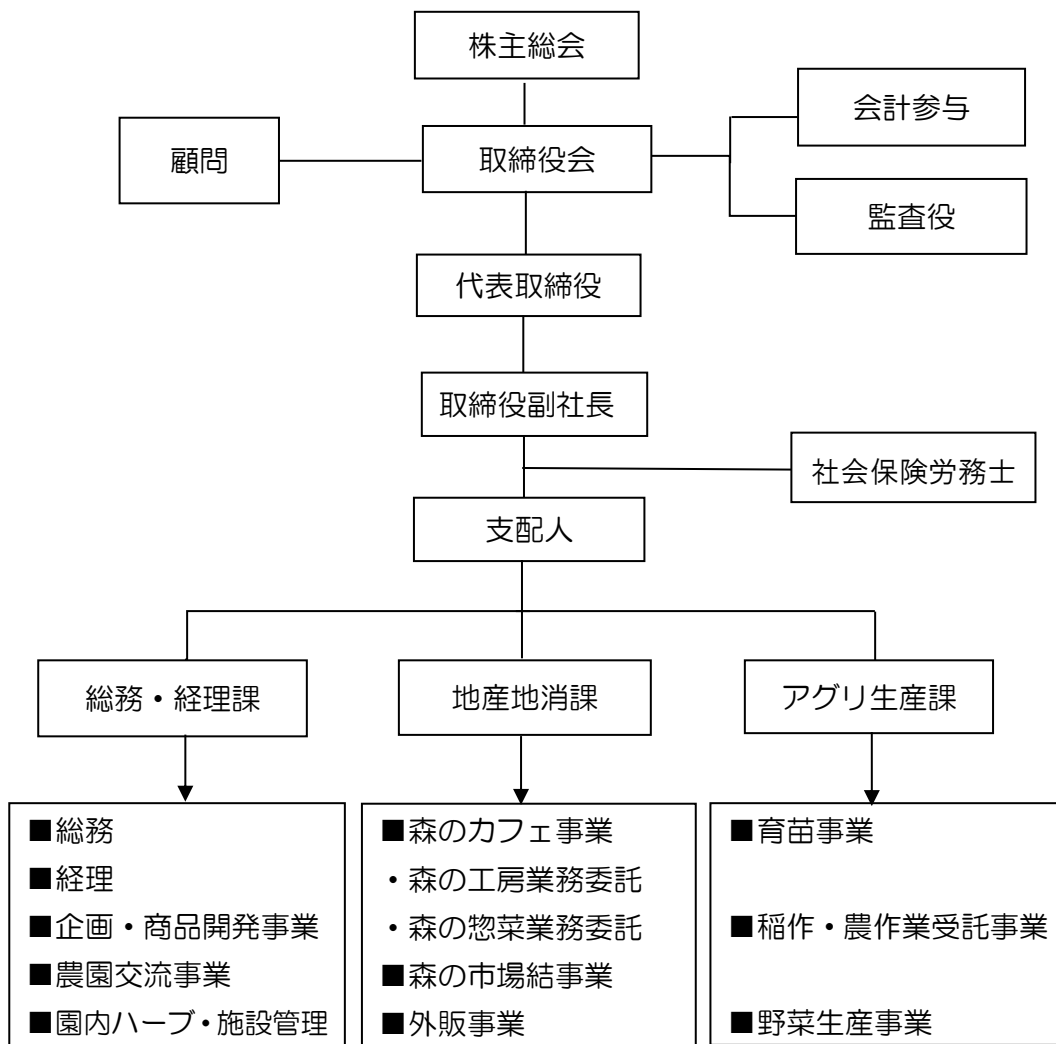 株主総会
会計参与
顧問
取締役会
監査役
代表取締役
取締役副社長
社会保険労務士
支配人
総務・経理課
地産地消課
アグリ生産課
■総務
■経理
■企画・商品開発事業
■農園交流事業
■園内ハーブ・施設管理
■森のカフェ事業
・森の工房業務委託
・森の惣菜業務委託
■森の市場結事業
■外販事業
■育苗事業
■稲作・農作業受託事業
■野菜生産事業